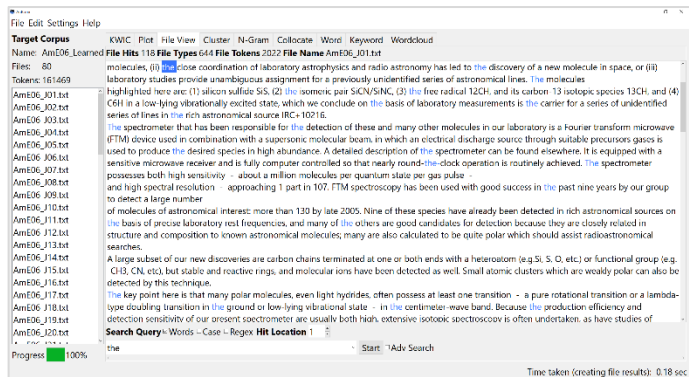 AntConc
File Edit Settings Help
Target Corpus
Name: AmE06_Learned
Files: 80
Tokens: 161469
AmE06_J01.txt
AmE06_J02.txt
AmE06_J03.txt
AmE06_J04.txt
AmE06_J05.txt
AmE06_J06.txt
AmE06_J07.txt
AmE06_J08.txt
AmE06_J09.txt
AmE06_J10.txt
AmE06_J11.txt
AmE06_J12.txt
AmE06_J13.txt
AmE06_J14.txt
AmE06_J15.txt
AmE06_J16.txt
AmE06_J17.txt
AmE06_J18.txt
AmE06_J19.txt
AmE06_J20.txt
Progress 100%
KWIC Plot File View Cluster N-Gram Collocate Word Keyword Wordcloud
File Hits 118 File Types 644 File Tokens 2022 File Name AmE06_J01.txt
molecules, (ii) the close coordination of laboratory astrophysics and radio astronomy has led to the discovery of a new molecule in space, or (iii)
laboratory studies provide unambiguous assignment for a previously unidentified series of astronomical lines. The molecules
highlighted here are: (1) silicon sulfide SiS, (2) the isomeric pair SiCN/SiNC, (3) the free radical 12CH, and its carbon 13 isotopic species 13CH, and (4)
C6H in a low-lying vibrationally excited state, which we conclude on the basis of laboratory measurements is the carrier for a series of unidentified
series of lines in the rich astronomical source IRC+10216.
The spectrometer that has been responsible for the detection of these and many other molecules in our laboratory is a Fourier transform microwave
(FTM) device used in combination with a supersonic molecular beam, in which an electrical discharge source through suitable precursors gases is
used to produce the desired species in high abundance. A detailed description of the spectrometer can be found elsewhere. It is equipped with a
sensitive microwave receiver and is fully computer controlled so that nearly round-the-clock operation is routinely achieved. The spectrometer
possesses both high sensitivity - about a million molecules per quantum state per gas pulse -
and high spectral resolution - approaching 1 part in 107. FTM spectroscopy has been used with good success in the past nine years by our group
to detect a large number
of molecules of astronomical interest: more than 130 by late 2005. Nine of these species have already been detected in rich astronomical sources on
the basis of precise laboratory rest frequencies, and many of the others are good candidates for detection because they are closely related in
structure and composition to known astronomical molecules; many are also calculated to be quite polar which should assist radioastronomical
searches.
A large subset of our new discoveries are carbon chains terminated at one or both ends with a heteroatom (e.g.Si, S, O, etc.) or functional group (e.g.
CH3, CN, etc), but stable and reactive rings, and molecular ions have been detected as well. Small atomic clusters which are weakly polar can also be
detected by this technique.
The key point here is that many polar molecules, even light hydrides, often possess at least one transition - a pure rotational transition or a lambda-
type doubling transition in the ground or low-lying vibrational state - in the centimeter-wave band. Because the production efficiency and
detection sensitivity of our present spectrometer are usually both high, extensive isotopic spectroscopy is often undertaken, as have studies of
Search Query Words Case Regex Hit Location 1
the
Start Adv Search
Time taken (creating file results): 0.18 sec